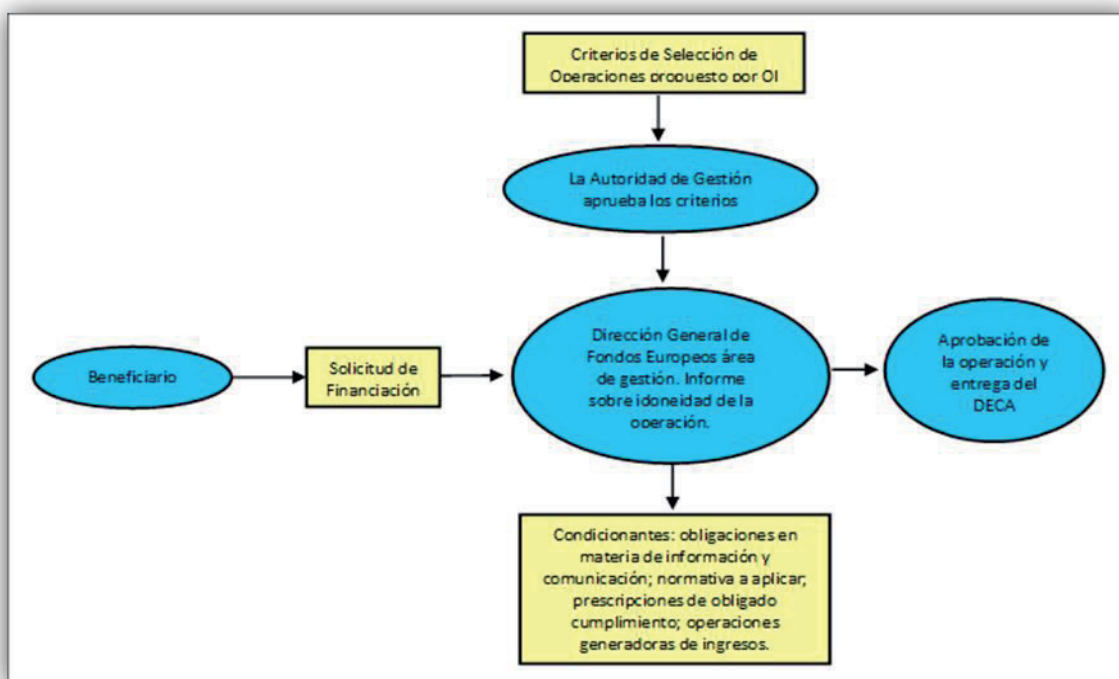 Criterios de Selección de
Operaciones propuesto por OI
La Autoridad de Gestión
aprueba los criterios
Beneficiario
Solicitud de
Financiación
Dirección General de
Fondos Europeos área
de gestión. Informe
sobre idoneidad de la
operación.
Aprobación de
la operación y
entrega del
DECA
Condicionantes: obligaciones en
materia de información y
comunicación; normativa a aplicar;
prescripciones de obligado
cumplimiento; operaciones
generadoras de ingresos.